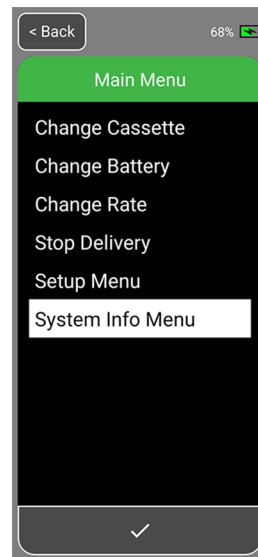 < Back
68%
Main Menu
Change Cassette
Change Battery
Change Rate
Stop Delivery
Setup Menu
System Info Menu